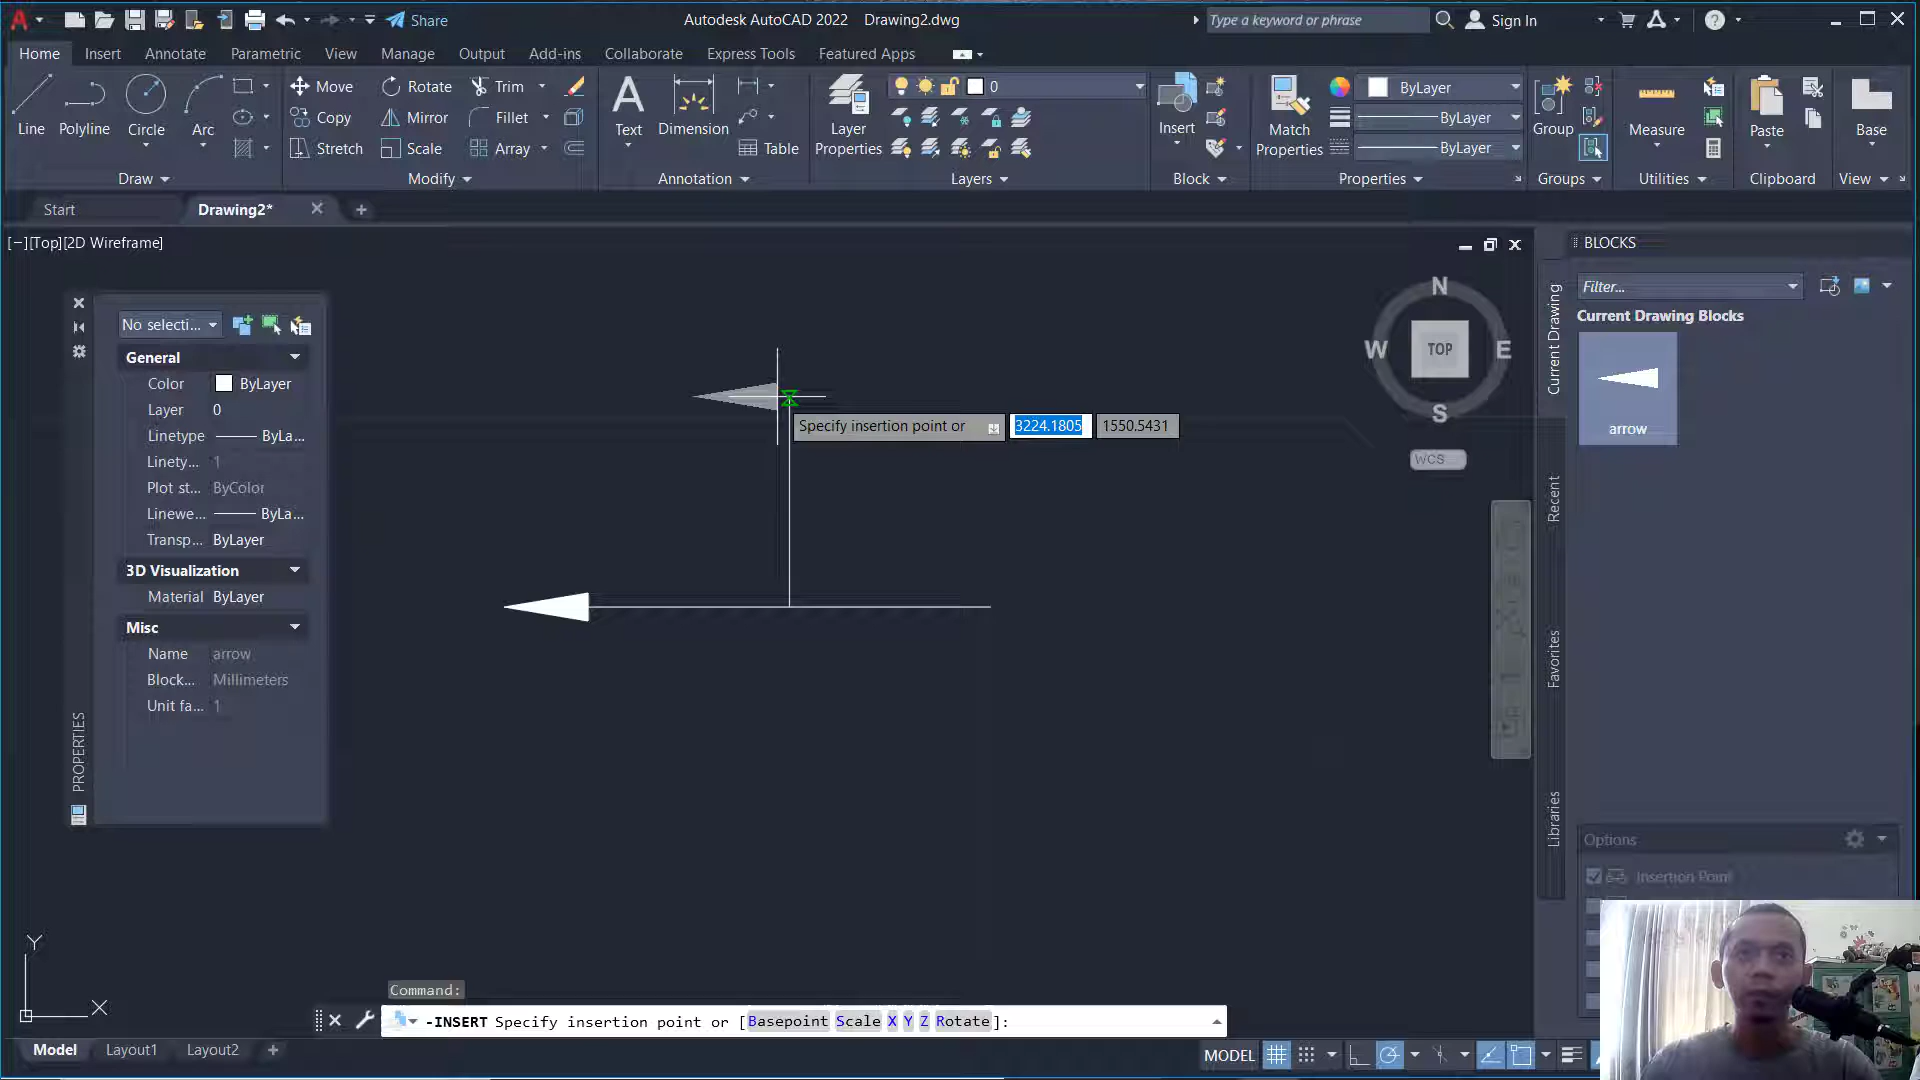 Share
Autodesk AutoCAD 2022 Drawing2.dwg
Type a keyword or phrase
Sign In
Home Insert Annotate Parametric View Manage Output Add-ins Collaborate Express Tools Featured Apps
Line Polyline Circle Arc
Move Rotate Trim
Copy Mirror Fillet
Stretch Scale Array
Text Dimension Table
Layer Properties
0
Insert
Match Properties
ByLayer
ByLayer
ByLayer
Group
Measure
Paste
Base
Draw Modify Annotation Layers Block Properties Groups Utilities Clipboard View
Start Drawing2*
[−][Top][2D Wireframe]
No selecti...
General
Color ByLayer
Layer 0
Linetype ByLa...
Linety... 1
Plot st... ByColor
Linewe... ByLa...
Transp... ByLayer
3D Visualization
Material ByLayer
Misc
Name arrow
Block... Millimeters
Unit fa... 1
PROPERTIES
Specify insertion point or 3224.1805 1550.5431
N
W TOP E
S
WCS
BLOCKS
Filter...
Current Drawing Blocks
arrow
Current Drawing
Recent
Favorites
Libraries
Options
Insertion Point
Y
X
Command:
-INSERT Specify insertion point or [Basepoint Scale X Y Z Rotate]:
Model Layout1 Layout2
MODEL